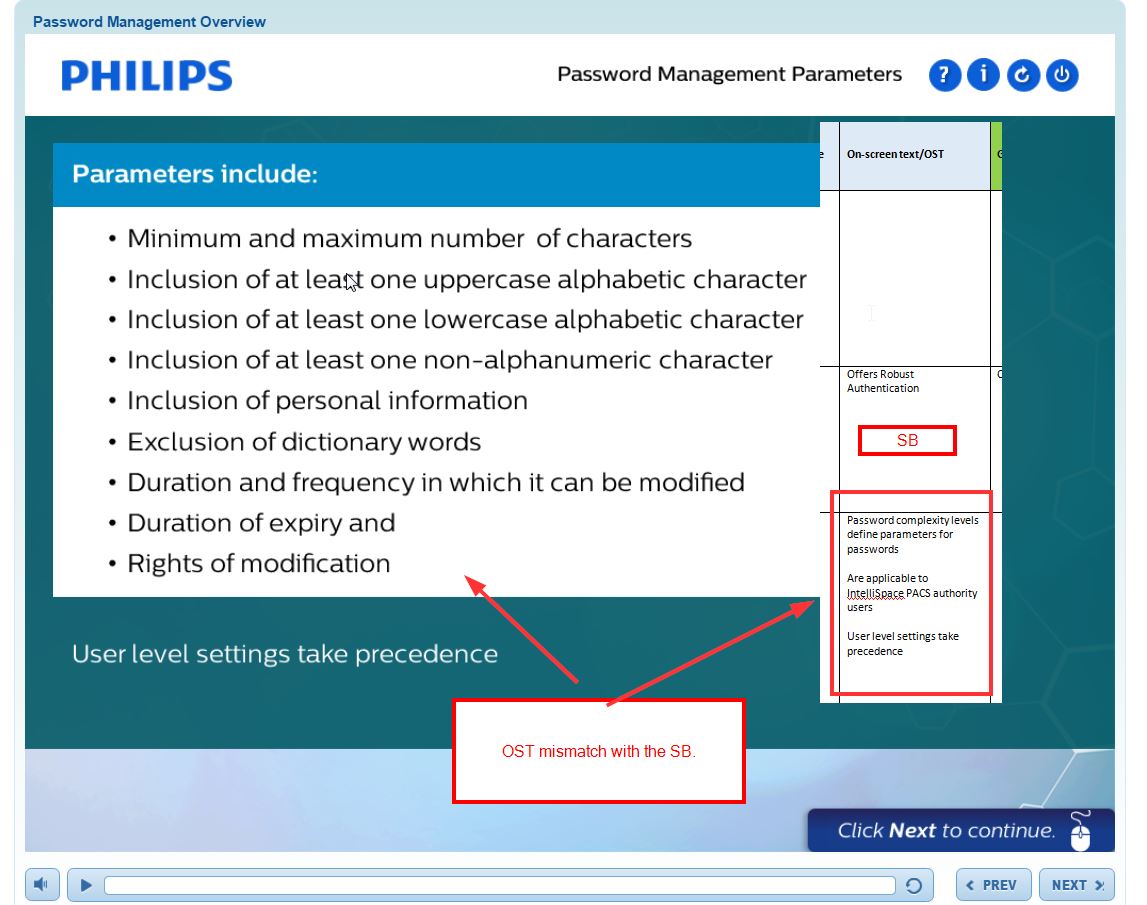 Password Management Overview
PHILIPS
Password Management Parameters
? i
Parameters include:
• Minimum and maximum number of characters
• Inclusion of at least one uppercase alphabetic character
• Inclusion of at least one lowercase alphabetic character
• Inclusion of at least one non-alphanumeric character
• Inclusion of personal information
• Exclusion of dictionary words
• Duration and frequency in which it can be modified
• Duration of expiry and
• Rights of modification
User level settings take precedence
e
On-screen text/OST
Offers Robust
Authentication
SB
Password complexity levels
define parameters for
passwords
Are applicable to
IntelliSpace PACS authority
users
User level settings take
precedence
OST mismatch with the SB.
Click Next to continue.
PREV
NEXT